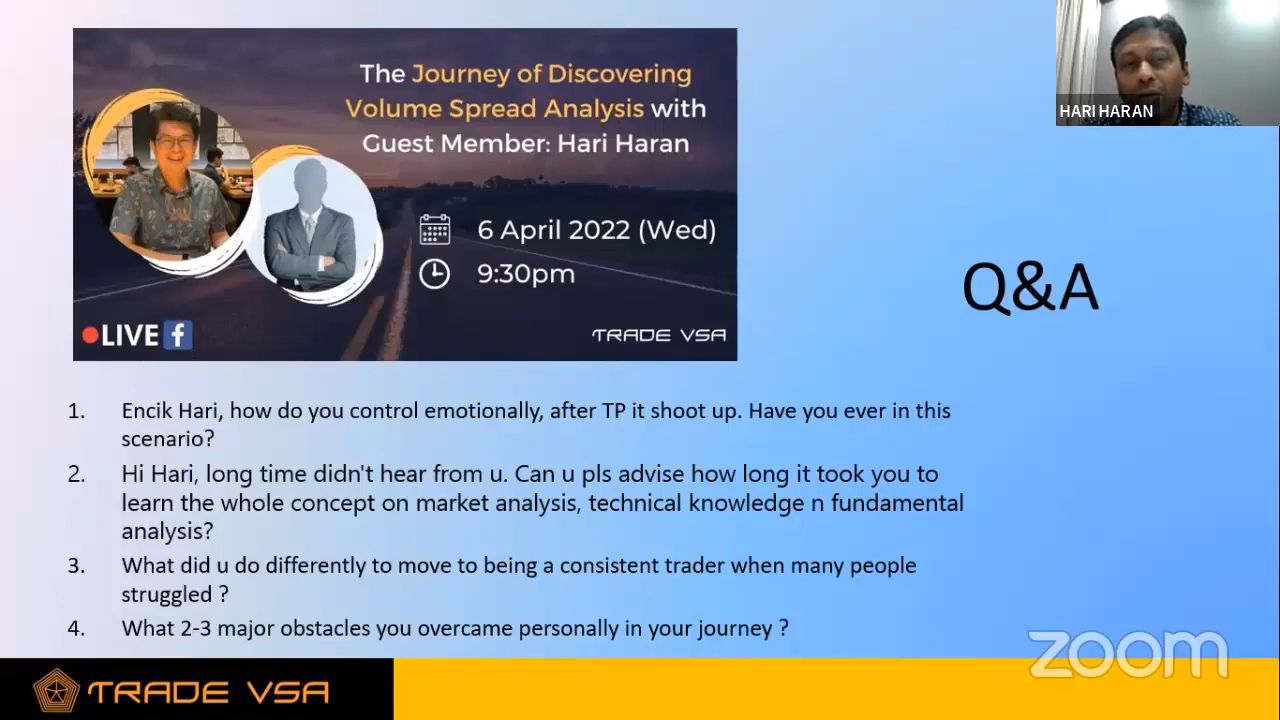 The Journey of Discovering
Volume Spread Analysis with
Guest Member: Hari Haran
6 April 2022 (Wed)
9:30pm
LIVE f
TRADE VSA
HARI HARAN
Q&A
1. Encik Hari, how do you control emotionally, after TP it shoot up. Have you ever in this
scenario?
2. Hi Hari, long time didn't hear from u. Can u pls advise how long it took you to
learn the whole concept on market analysis, technical knowledge n fundamental
analysis?
3. What did u do differently to move to being a consistent trader when many people
struggled ?
4. What 2-3 major obstacles you overcame personally in your journey ?
zoom
TRADE VSA